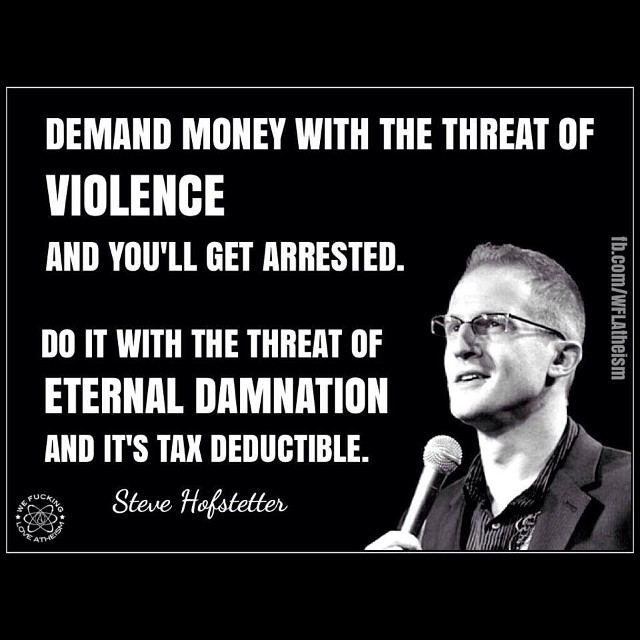 DEMAND MONEY WITH THE THREAT OF
VIOLENCE
AND YOU'LL GET ARRESTED.
DO IT WITH THE THREAT OF
ETERNAL DAMNATION
AND IT'S TAX DEDUCTIBLE.
Steve Hofstetter
WE FUCKING
LOVE ATHEISM
fb.com/WFLAtheism